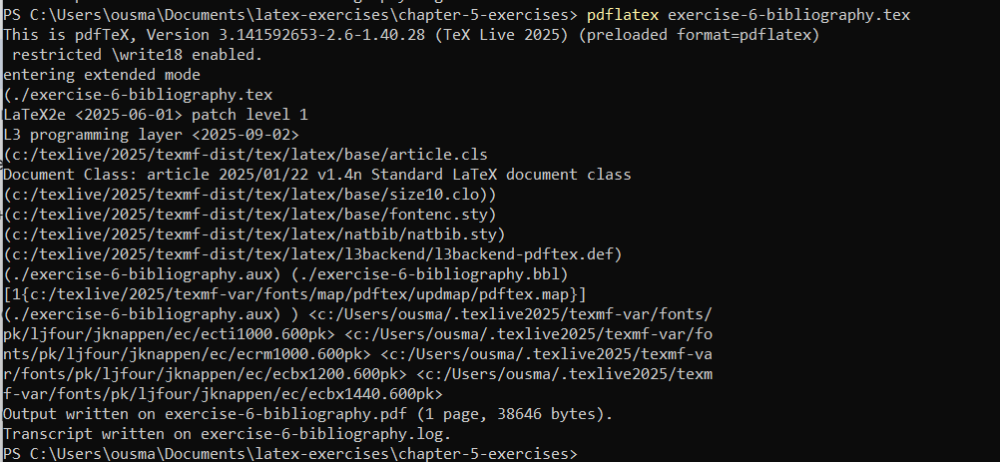 PS C:\Users\ousma\Documents\latex-exercises\chapter-5-exercises> pdflatex exercise-6-bibliography.tex
This is pdfTeX, Version 3.141592653-2.6-1.40.28 (TeX Live 2025) (preloaded format=pdflatex)
 restricted \write18 enabled.
entering extended mode
(./exercise-6-bibliography.tex
LaTeX2e <2025-06-01> patch level 1
L3 programming layer <2025-09-02>
(c:/texlive/2025/texmf-dist/tex/latex/base/article.cls
Document Class: article 2025/01/22 v1.4n Standard LaTeX document class
(c:/texlive/2025/texmf-dist/tex/latex/base/size10.clo))
(c:/texlive/2025/texmf-dist/tex/latex/base/fontenc.sty)
(c:/texlive/2025/texmf-dist/tex/latex/natbib/natbib.sty)
(c:/texlive/2025/texmf-dist/tex/latex/l3backend/l3backend-pdftex.def)
(./exercise-6-bibliography.aux) (./exercise-6-bibliography.bbl)
[1{c:/texlive/2025/texmf-var/fonts/map/pdftex/updmap/pdftex.map}]
(./exercise-6-bibliography.aux) ) <c:/Users/ousma/.texlive2025/texmf-var/fonts/
pk/ljfour/jknappen/ec/ecti1000.600pk> <c:/Users/ousma/.texlive2025/texmf-var/fo
nts/pk/ljfour/jknappen/ec/ecrm1000.600pk> <c:/Users/ousma/.texlive2025/texmf-va
r/fonts/pk/ljfour/jknappen/ec/ecbx1200.600pk> <c:/Users/ousma/.texlive2025/texm
f-var/fonts/pk/ljfour/jknappen/ec/ecbx1440.600pk>
Output written on exercise-6-bibliography.pdf (1 page, 38646 bytes).
Transcript written on exercise-6-bibliography.log.
PS C:\Users\ousma\Documents\latex-exercises\chapter-5-exercises>